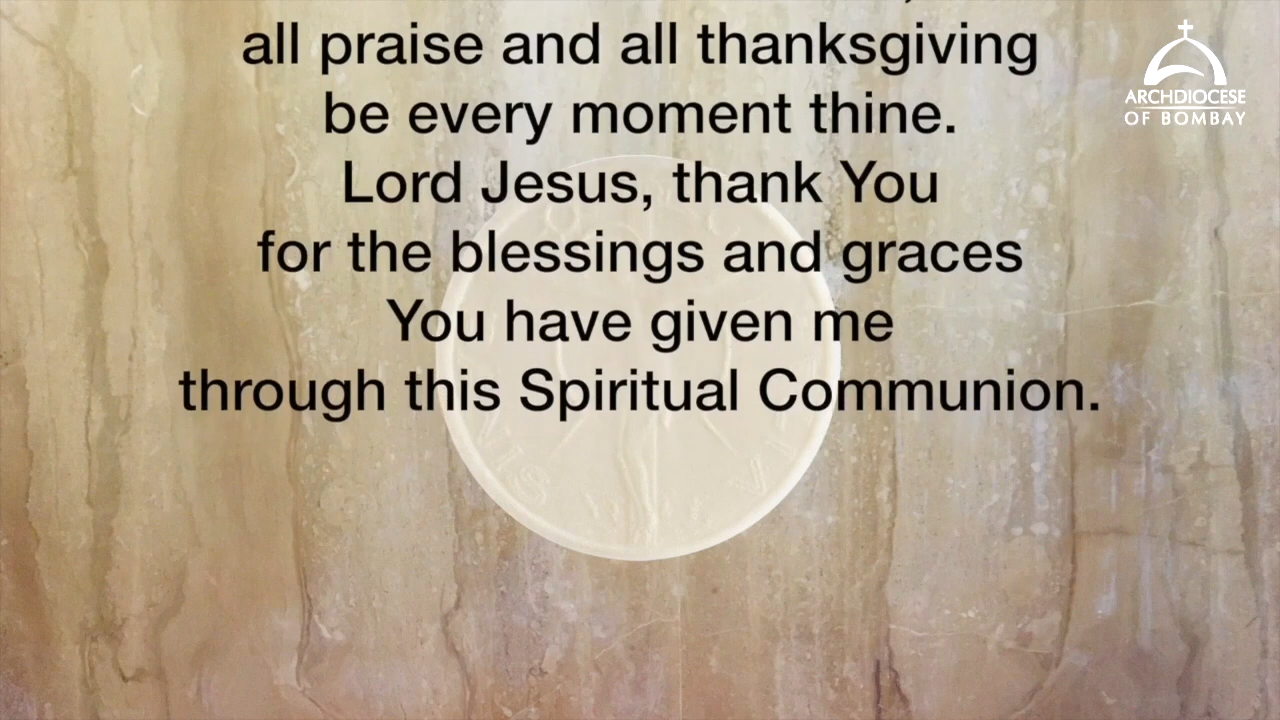 all praise and all thanksgiving
be every moment thine.
Lord Jesus, thank You
for the blessings and graces
You have given me
through this Spiritual Communion.
ARCHDIOCESE
OF BOMBAY